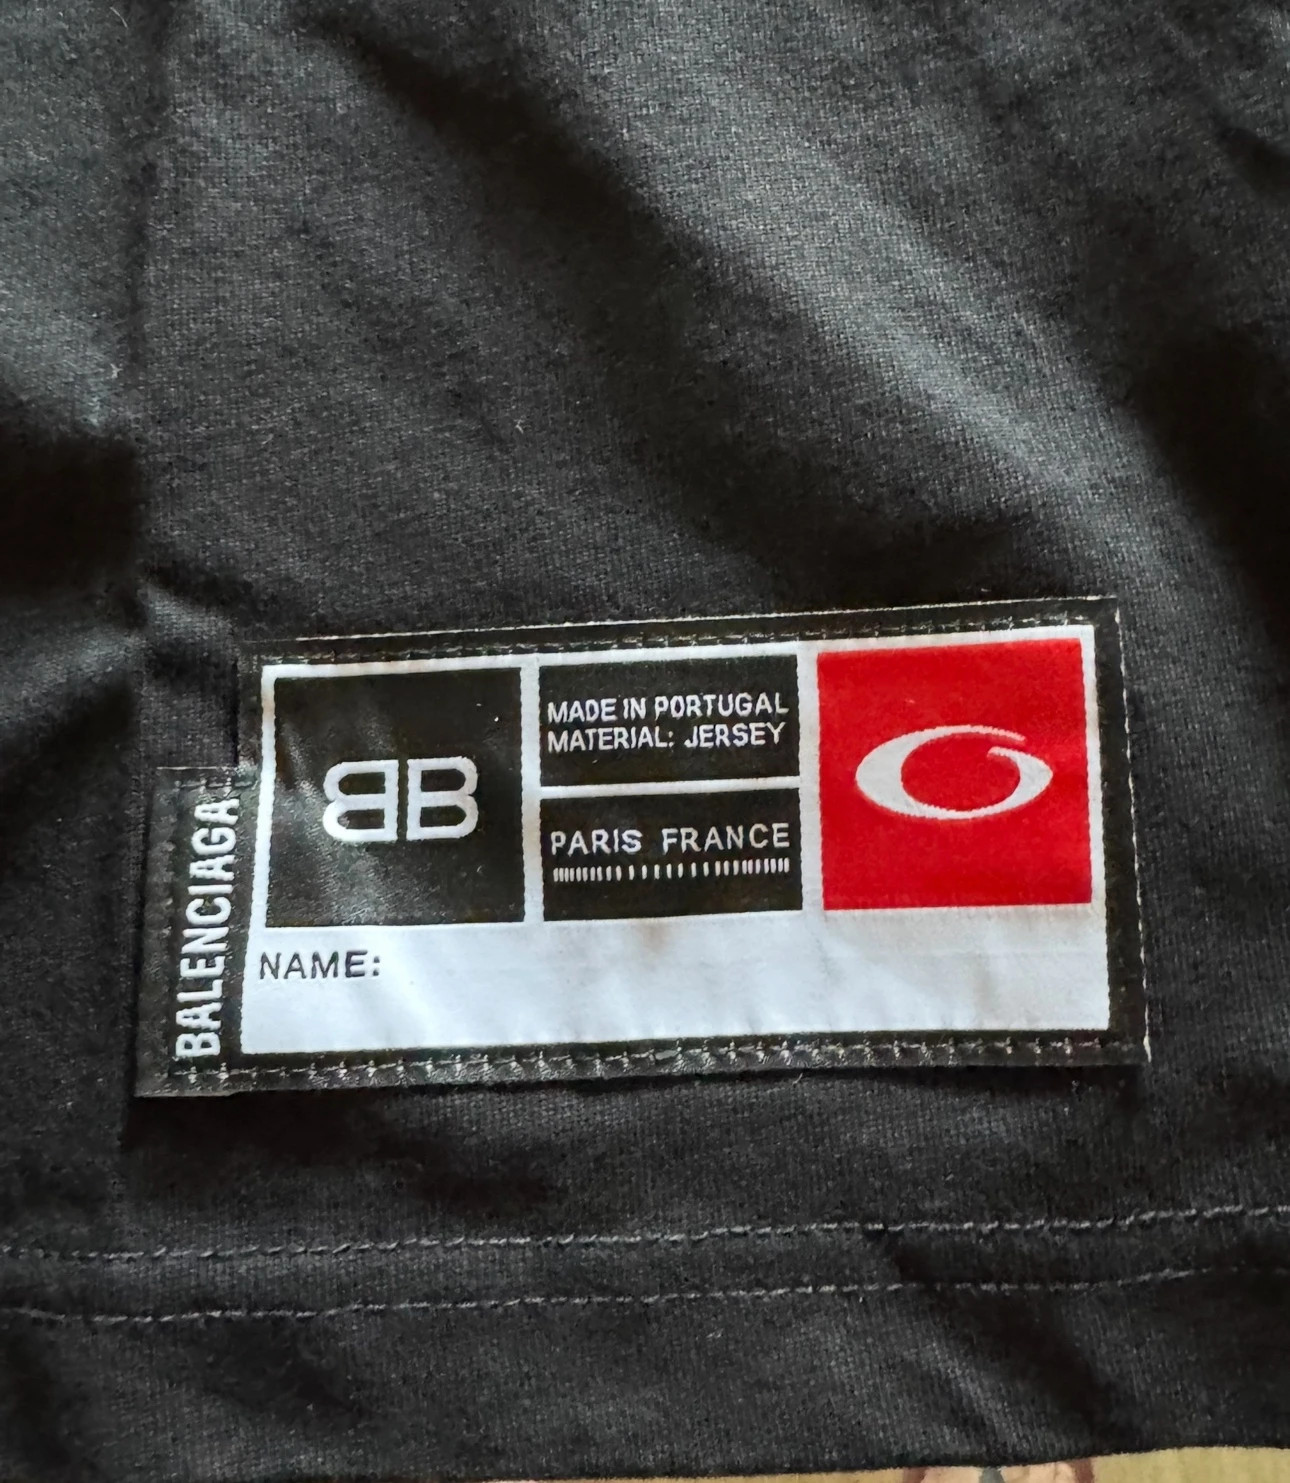 BB
MADE IN PORTUGAL
MATERIAL: JERSEY
PARIS FRANCE
NAME:
BALENCIAGA